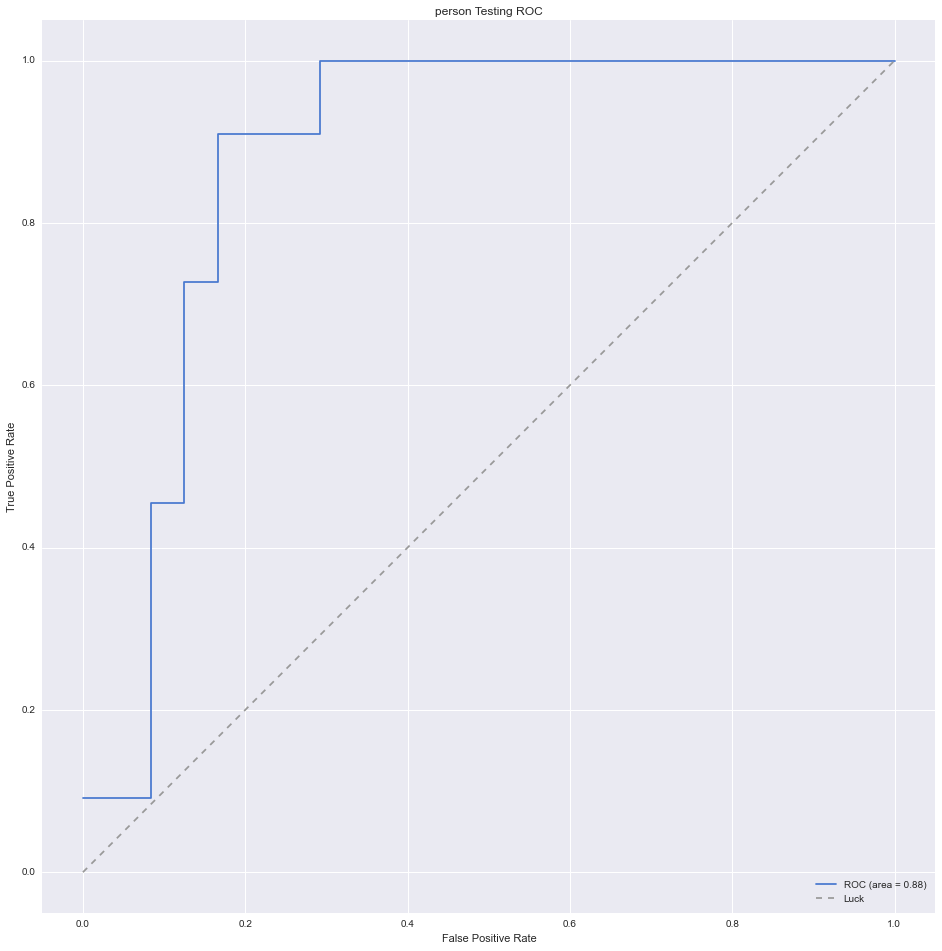 person Testing ROC
1.0
0.8
0.6
0.4
0.2
0.0
True Positive Rate
0.0 0.2 0.4 0.6 0.8 1.0
False Positive Rate
ROC (area = 0.88)
Luck